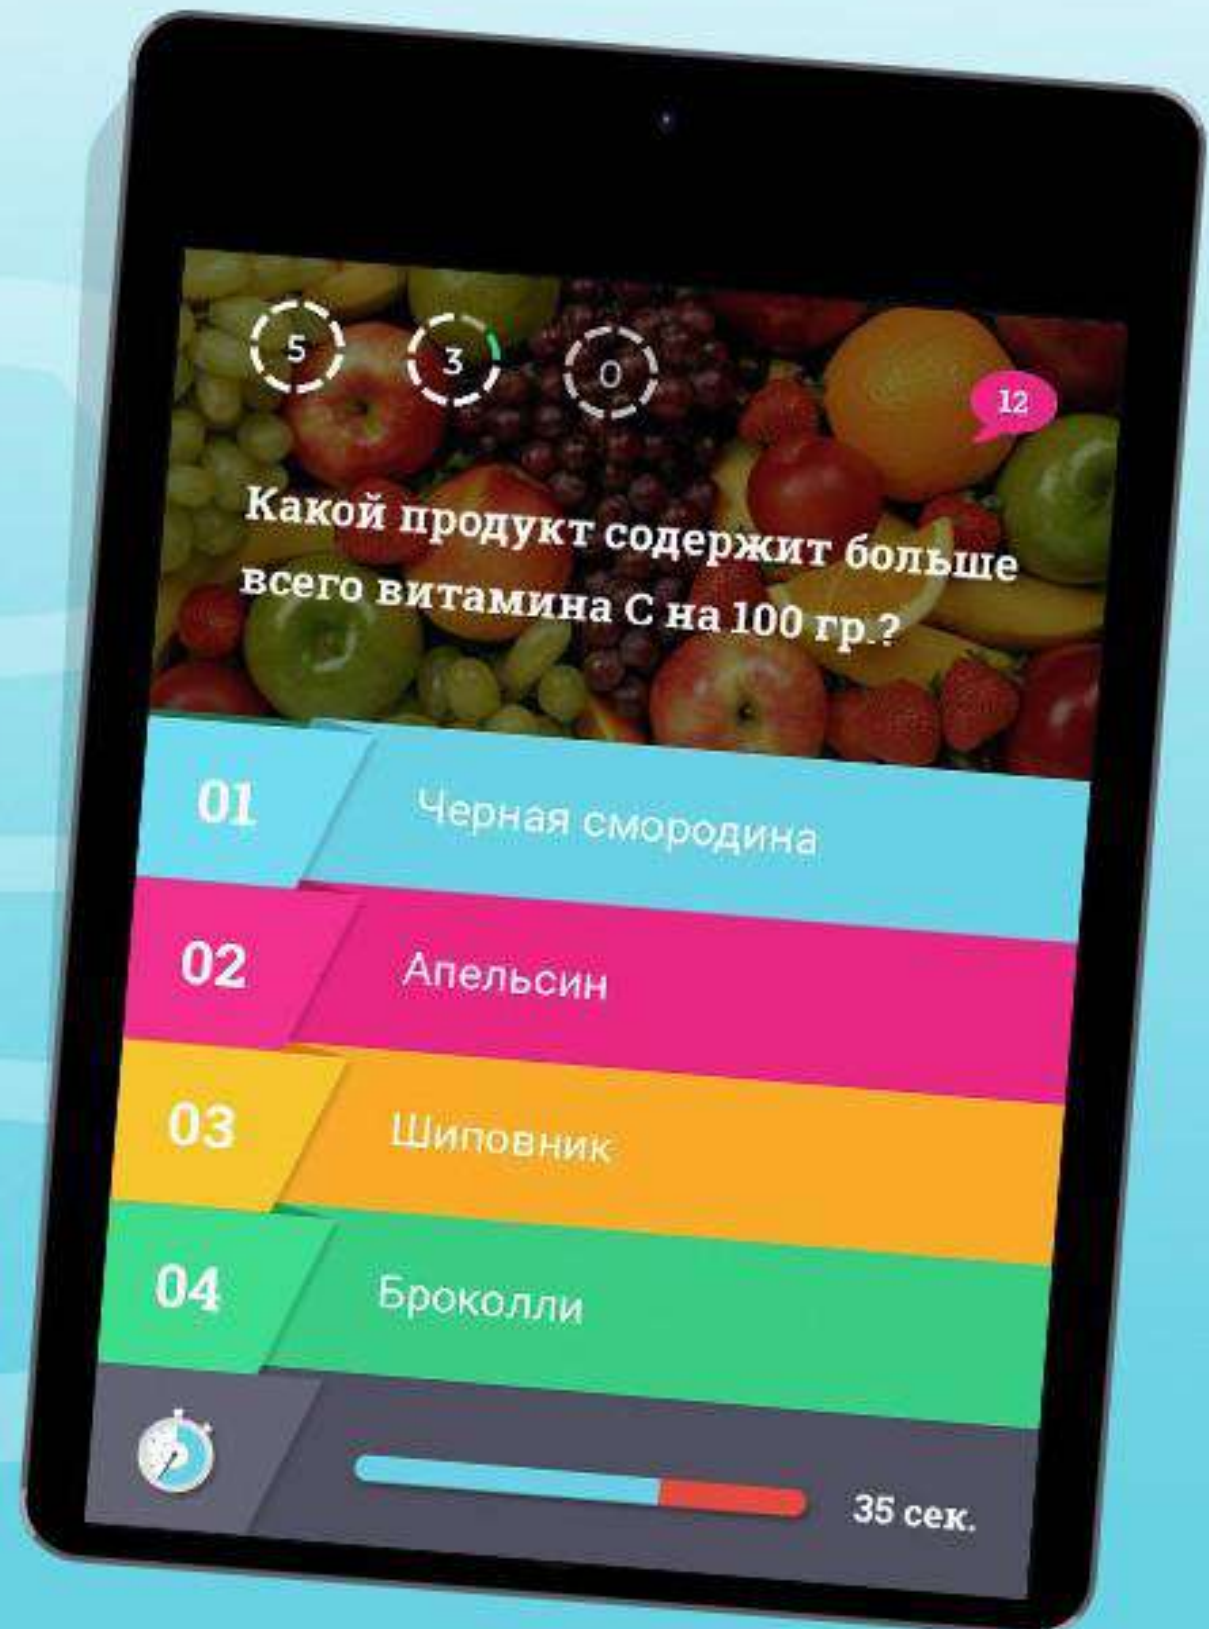 5
3
0
12
Какой продукт содержит больше
всего витамина С на 100 гр.?
01
Черная смородина
02
Апельсин
03
Шиповник
04
Броколли
35 сек.